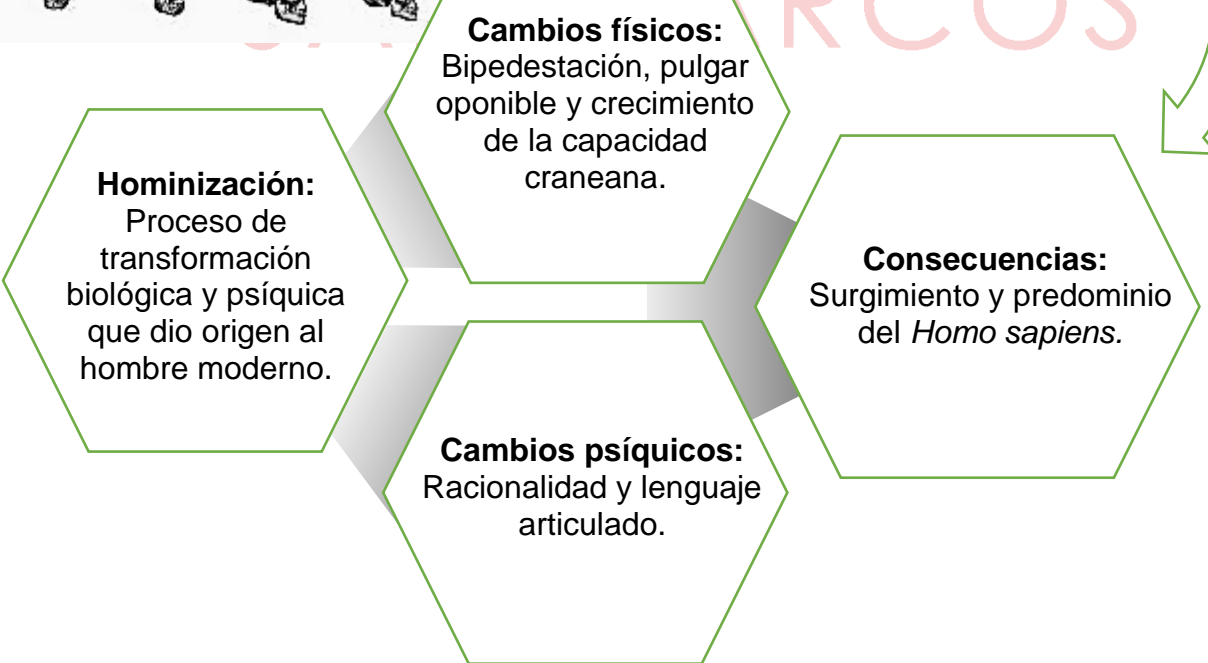 Cambios físicos:
Bipedestación, pulgar
oponible y crecimiento
de la capacidad
craneana.
Hominización:
Proceso de
transformación
biológica y psíquica
que dio origen al
hombre moderno.
Consecuencias:
Surgimiento y predominio
del Homo sapiens.
Cambios psíquicos:
Racionalidad y lenguaje
articulado.